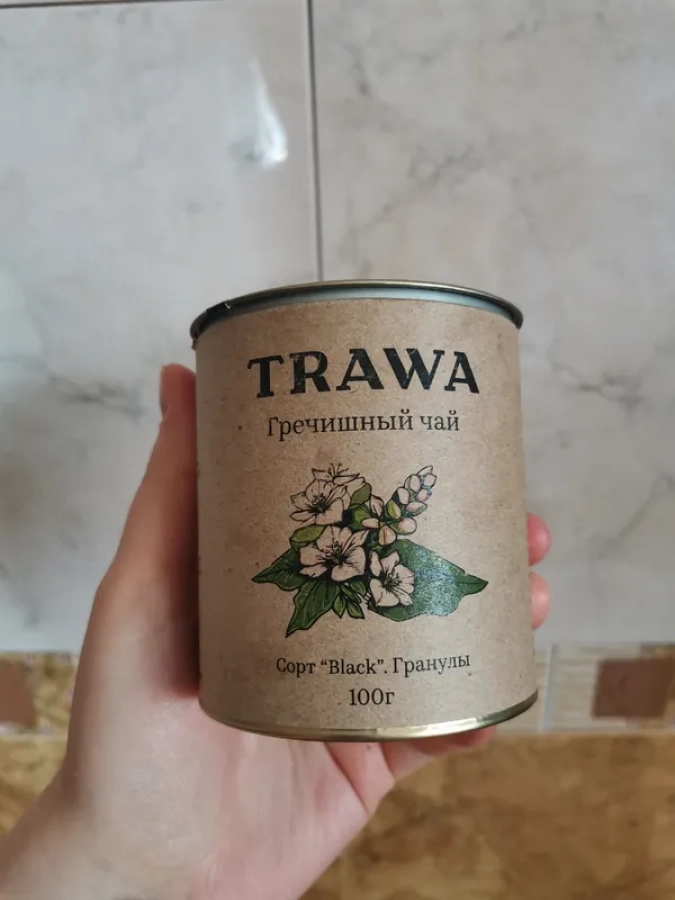 TRAWA
Гречишный чай
Сорт “Black”. Гранулы
100г